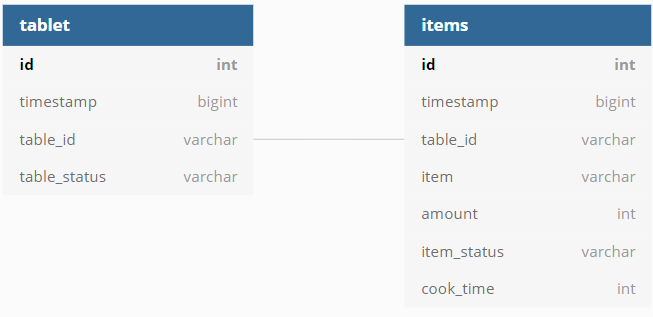 tablet
id int
timestamp bigint
table_id varchar
table_status varchar
items
id int
timestamp bigint
table_id varchar
item varchar
amount int
item_status varchar
cook_time int